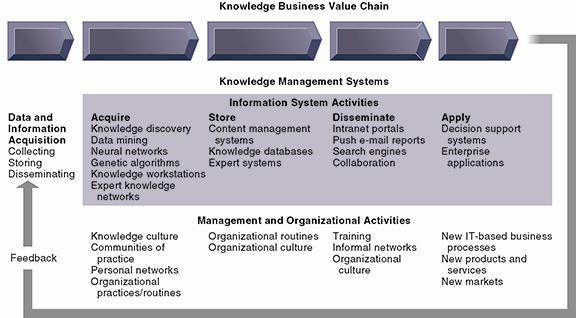 Knowledge Business Value Chain
Knowledge Management Systems
Information System Activities
Data and
Information
Acquisition
Collecting
Storing
Disseminating
Acquire
Knowledge discovery
Data mining
Neural networks
Genetic algorithms
Knowledge workstations
Expert knowledge
networks
Store
Content management
systems
Knowledge databases
Expert systems
Disseminate
Intranet portals
Push e-mail reports
Search engines
Collaboration
Apply
Decision support
systems
Enterprise
applications
Management and Organizational Activities
Feedback
Knowledge culture
Communities of
practice
Personal networks
Organizational
practices/routines
Organizational routines
Organizational culture
Training
Informal networks
Organizational
culture
New IT-based business
processes
New products and
services
New markets